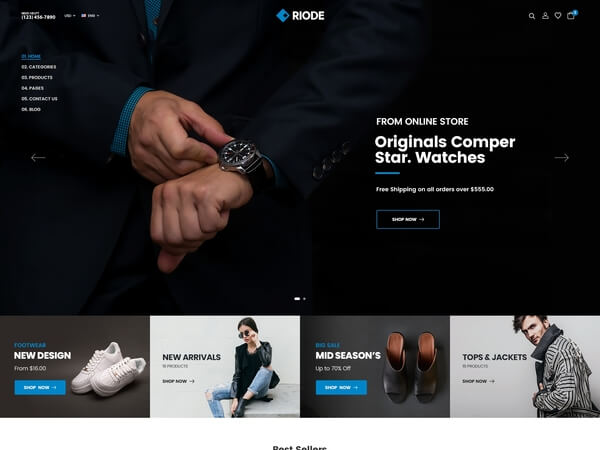 NEED HELP?
(123) 456-7890
USD
ENG
RIODE
01. HOME
02. CATEGORIES
03. PRODUCTS
04. PAGES
05. CONTACT US
06. BLOG
FROM ONLINE STORE
Originals Comper
Star. Watches
Free Shipping on all orders over $555.00
SHOP NOW
FOOTWEAR
NEW DESIGN
From $16.00
SHOP NOW
NEW ARRIVALS
PRODUCTS
SHOP NOW
BIG SALE
MID SEASON'S
Up to 70% Off
SHOP NOW
TOPS & JACKETS
PRODUCTS
SHOP NOW
Best Sellers